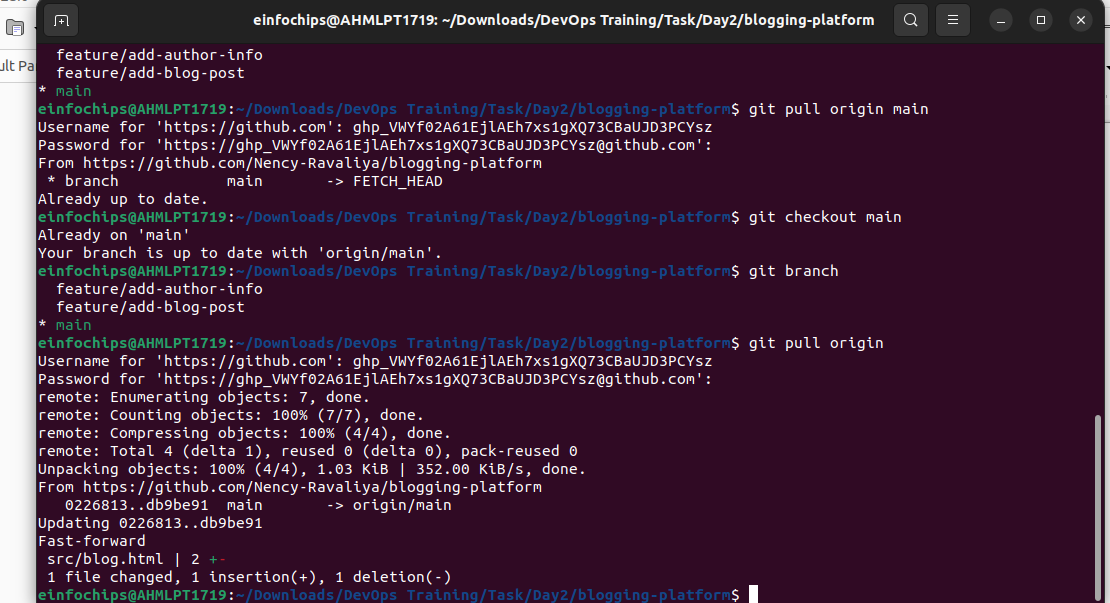 einfochips@AHMLPT1719: ~/Downloads/DevOps Training/Task/Day2/blogging-platform
ult Pa
feature/add-author-info
feature/add-blog-post
* main
einfochips@AHMLPT1719:~/Downloads/DevOps Training/Task/Day2/blogging-platform$ git pull origin main
Username for 'https://github.com': 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
Password for 'https://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@github.com':
From https://github.com/Nency-Ravaliya/blogging-platform
* branch            main       -> FETCH_HEAD
Already up to date.
einfochips@AHMLPT1719:~/Downloads/DevOps Training/Task/Day2/blogging-platform$ git checkout main
Already on 'main'
Your branch is up to date with 'origin/main'.
einfochips@AHMLPT1719:~/Downloads/DevOps Training/Task/Day2/blogging-platform$ git branch
feature/add-author-info
feature/add-blog-post
* main
einfochips@AHMLPT1719:~/Downloads/DevOps Training/Task/Day2/blogging-platform$ git pull origin
Username for 'https://github.com': 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
Password for 'https://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@github.com':
remote: Enumerating objects: 7, done.
remote: Counting objects: 100% (7/7), done.
remote: Compressing objects: 100% (4/4), done.
remote: Total 4 (delta 1), reused 0 (delta 0), pack-reused 0
Unpacking objects: 100% (4/4), 1.03 KiB | 352.00 KiB/s, done.
From https://github.com/Nency-Ravaliya/blogging-platform
0226813..db9be91  main       -> origin/main
Updating 0226813..db9be91
Fast-forward
src/blog.html | 2 +-
1 file changed, 1 insertion(+), 1 deletion(-)
einfochips@AHMLPT1719:~/Downloads/DevOps Training/Task/Day2/blogging-platform$